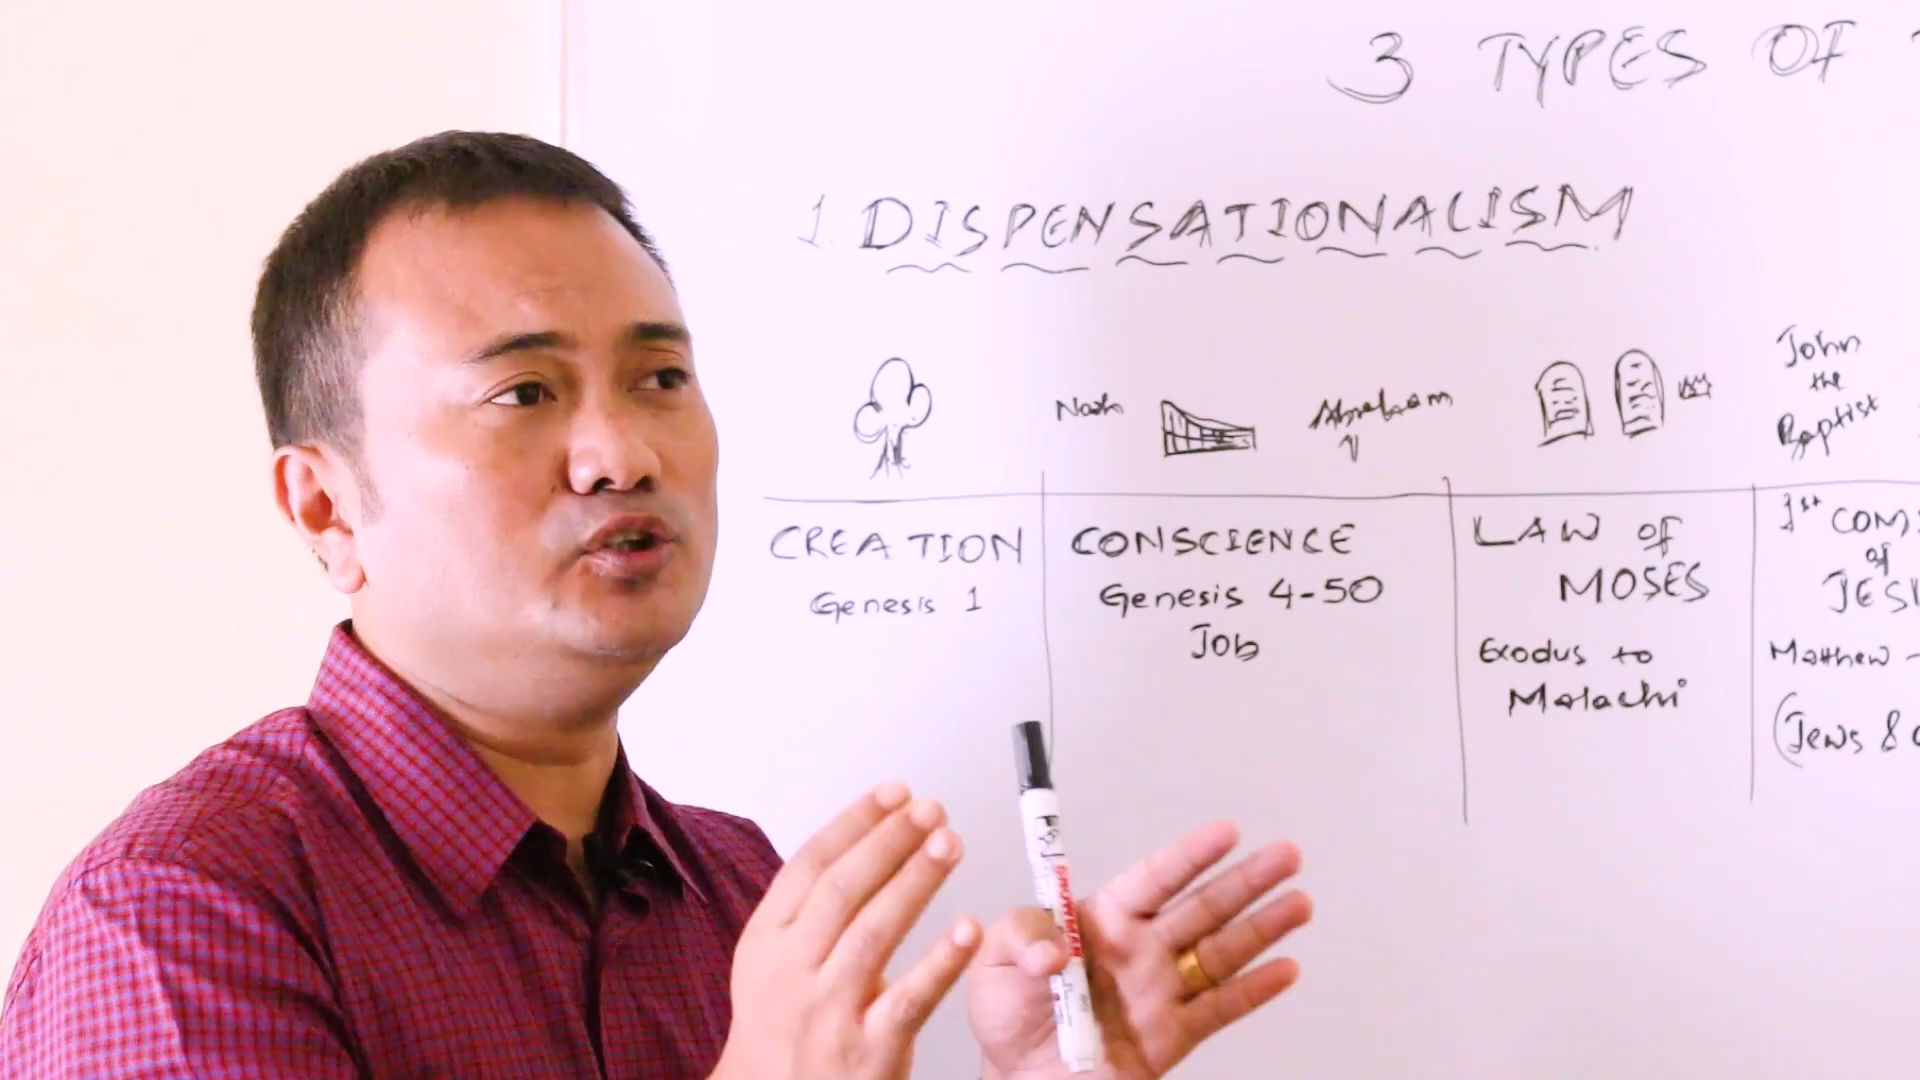 3 TYPES OF
1. DISPENSATIONALISM
Noah
Abraham
John
the
Baptist
CREATION
Genesis 1
CONSCIENCE
Genesis 4-50
Job
LAW OF
MOSES
Exodus to
Malachi
1st COM
of
JES
Matthew -
(Jews &